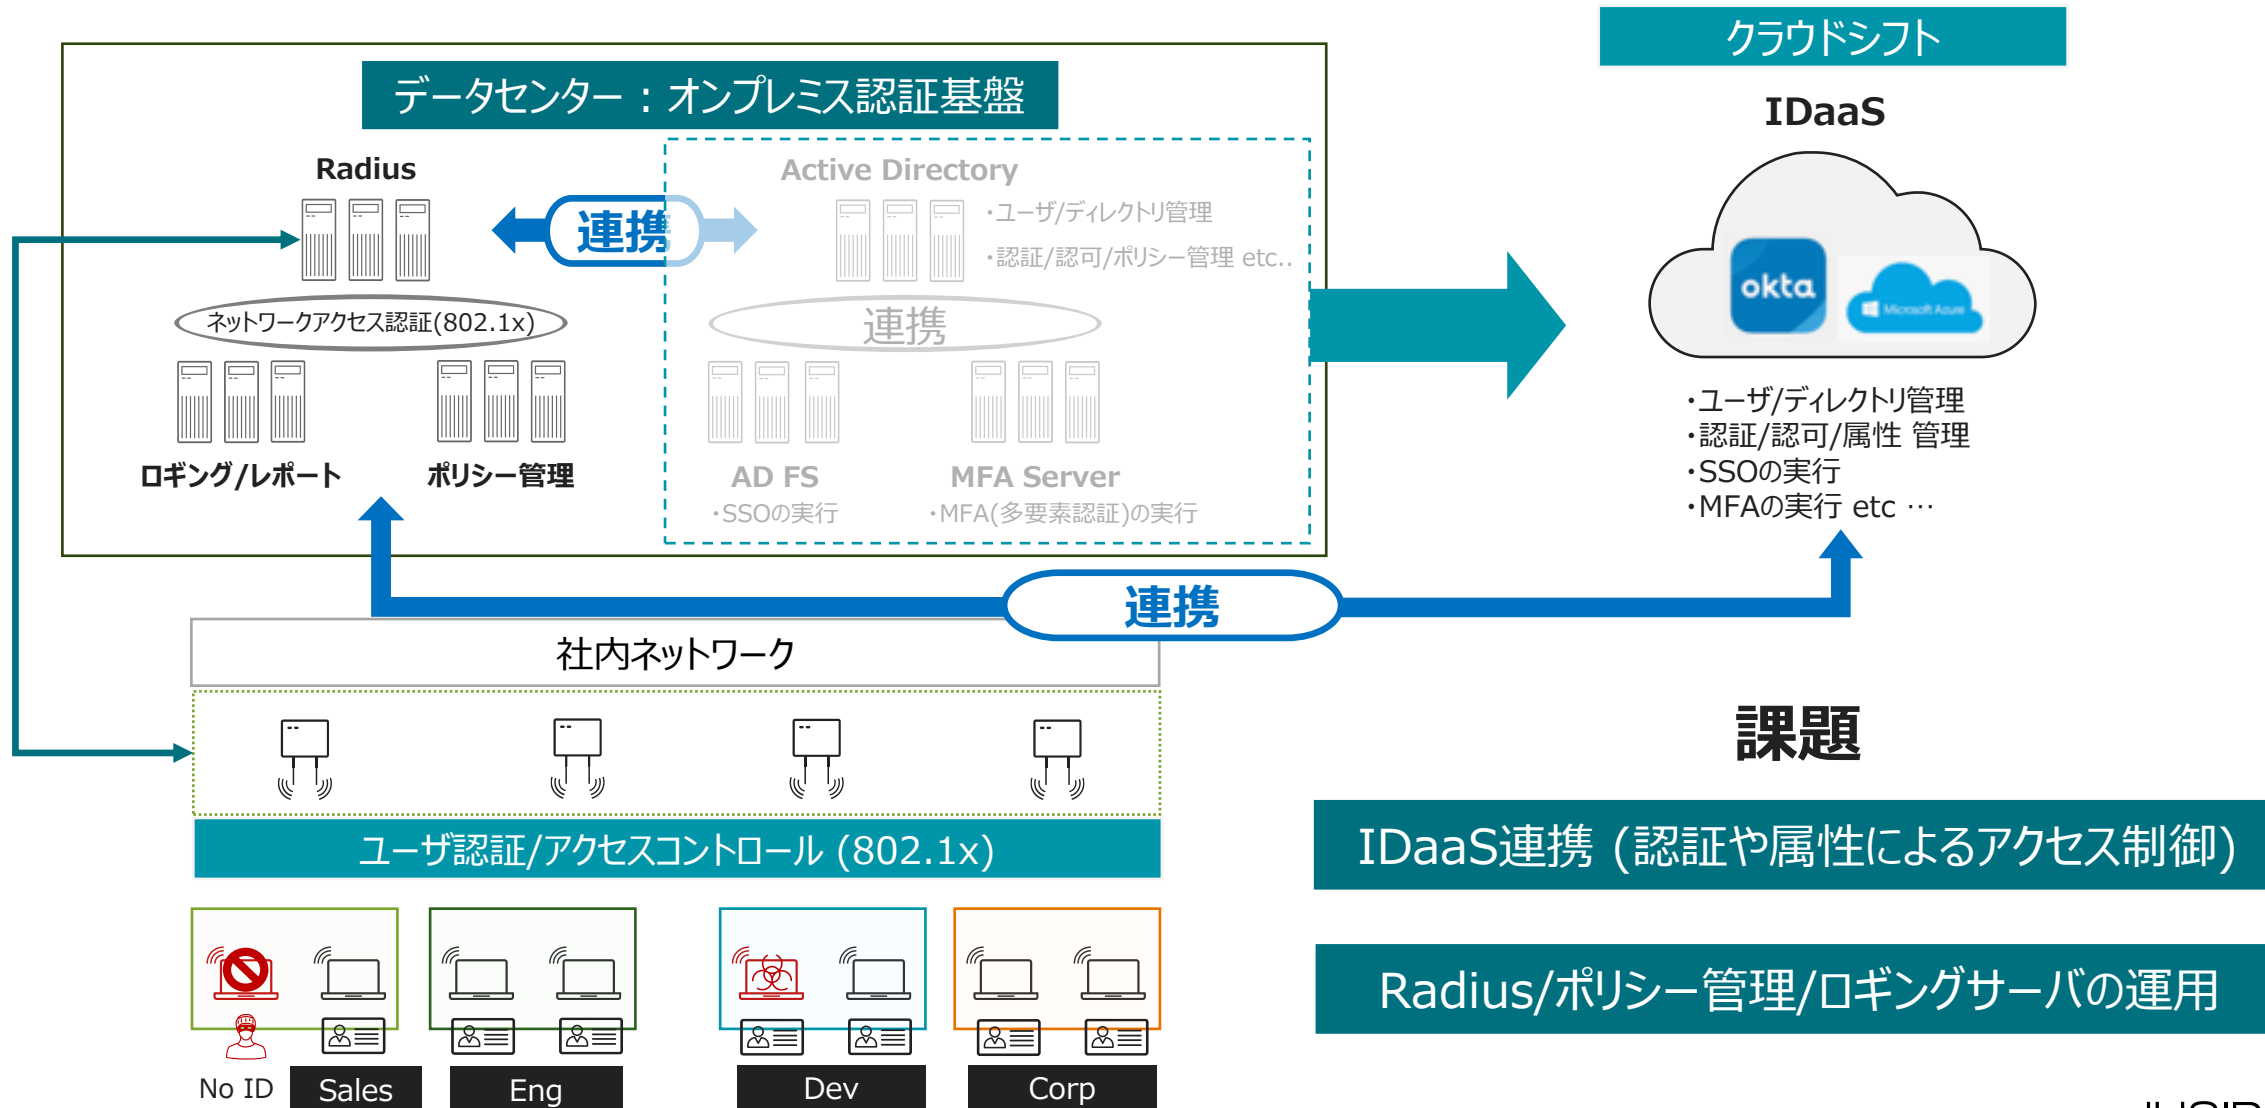 クラウドシフト
データセンター：オンプレミス認証基盤
IDaaS
Radius
Active Directory
連携
・ユーザ/ディレクトリ管理
・認証/認可/ポリシー管理 etc..
okta
Microsoft Azure
ネットワークアクセス認証(802.1x)
連携
・ユーザ/ディレクトリ管理
・認証/認可/属性 管理
・SSOの実行
・MFAの実行 etc …
ロギング/レポート
ポリシー管理
AD FS
・SSOの実行
MFA Server
・MFA(多要素認証)の実行
連携
社内ネットワーク
課題
ユーザ認証/アクセスコントロール (802.1x)
IDaaS連携 (認証や属性によるアクセス制御)
Radius/ポリシー管理/ロギングサーバの運用
No ID
Sales
Eng
Dev
Corp